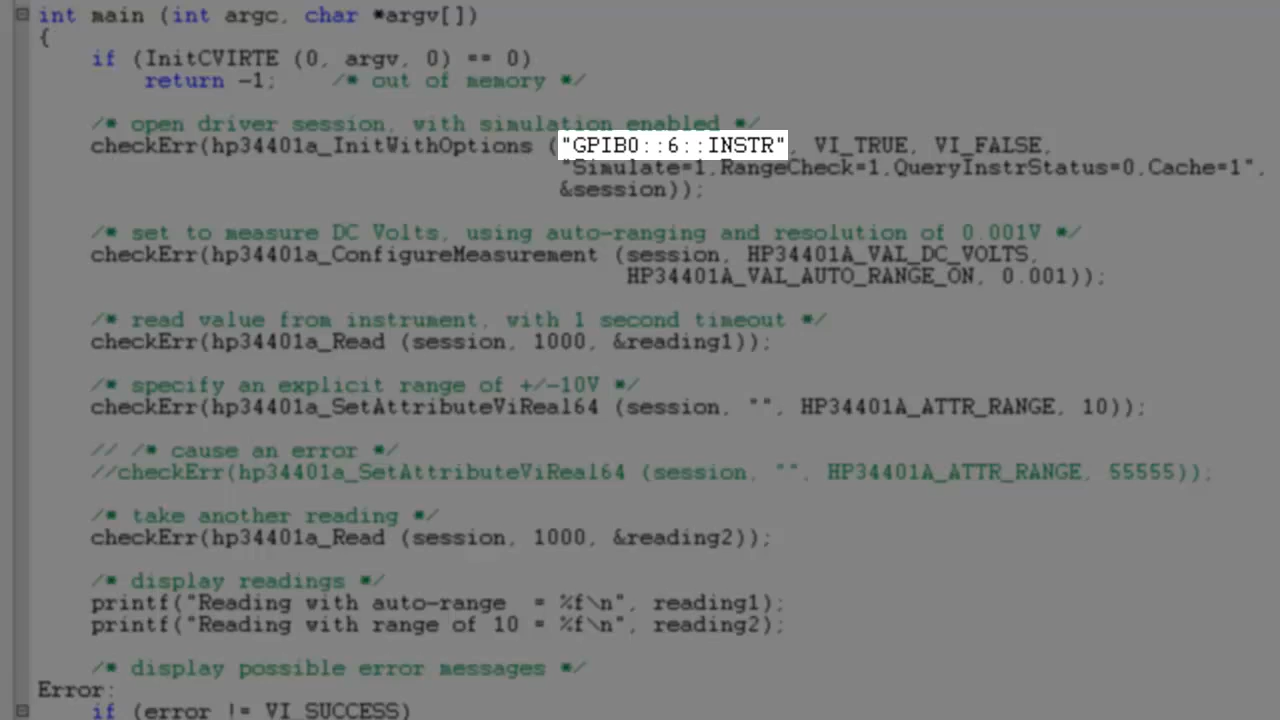 int main (int argc, char *argv[])
{
if (InitCVIRTE (0, argv, 0) == 0)
return -1;    /* out of memory */
/* open driver session, with simulation enabled */
checkErr(hp34401a_InitWithOptions ("GPIB0::6::INSTR", VI_TRUE, VI_FALSE,
"Simulate=1,RangeCheck=1,QueryInstrStatus=0,Cache=1",
&session));
/* set to measure DC Volts, using auto-ranging and resolution of 0.001V */
checkErr(hp34401a_ConfigureMeasurement (session, HP34401A_VAL_DC_VOLTS,
HP34401A_VAL_AUTO_RANGE_ON, 0.001));
/* read value from instrument, with 1 second timeout */
checkErr(hp34401a_Read (session, 1000, &reading1));
/* specify an explicit range of +/-10V */
checkErr(hp34401a_SetAttributeViReal64 (session, "", HP34401A_ATTR_RANGE, 10));
// /* cause an error */
//checkErr(hp34401a_SetAttributeViReal64 (session, "", HP34401A_ATTR_RANGE, 55555));
/* take another reading */
checkErr(hp34401a_Read (session, 1000, &reading2));
/* display readings */
printf("Reading with auto-range  = %f\n", reading1);
printf("Reading with range of 10 = %f\n", reading2);
/* display possible error messages */
Error:
if (error != VI_SUCCESS)